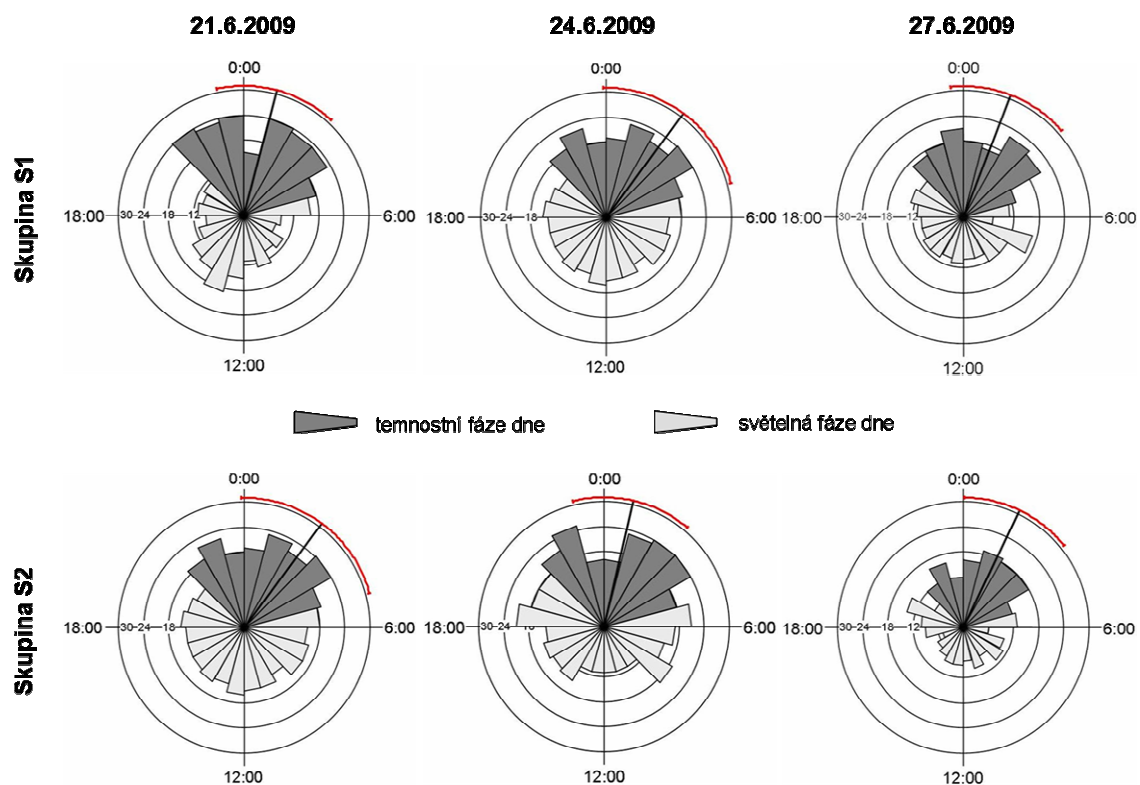 21.6.2009 24.6.2009 27.6.2009
0:00 0:00 0:00
Skupina S1
18:00 30 24 18 12 18:00 30 24 18 6:00 18:00 30 24 18 12 6:00
6:00
12:00 12:00 12:00
temnostní fáze dne světelná fáze dne
0:00 0:00 0:00
Skupina S2
18:00 30 24 18 6:00 18:00 30 24 6:00 18:00 30 24 18 12 6:00
12:00 12:00 12:00